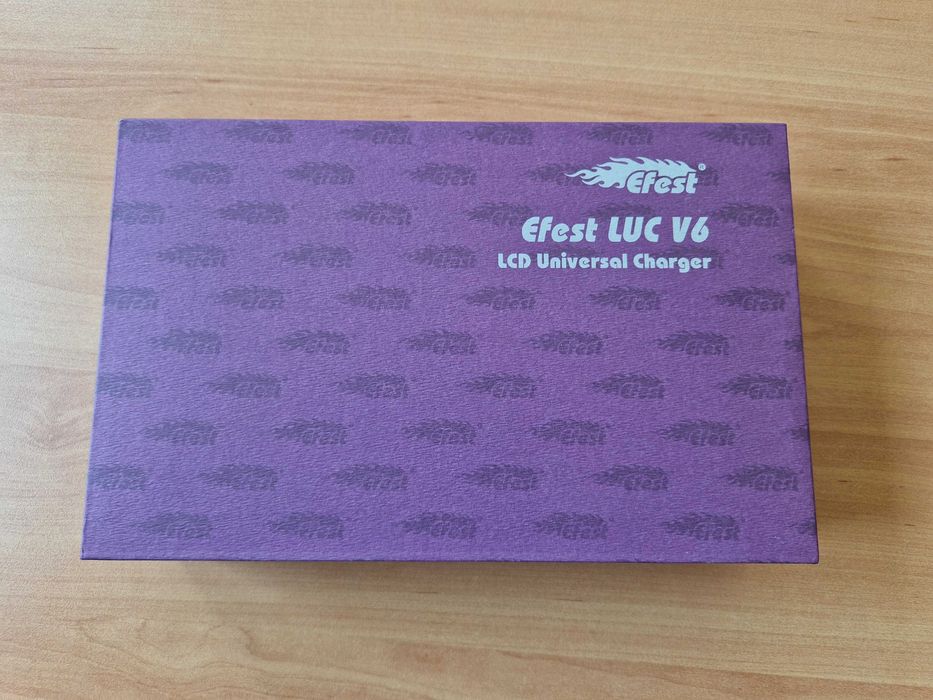 Efest®
Efest LUC V6
LCD Universal Charger